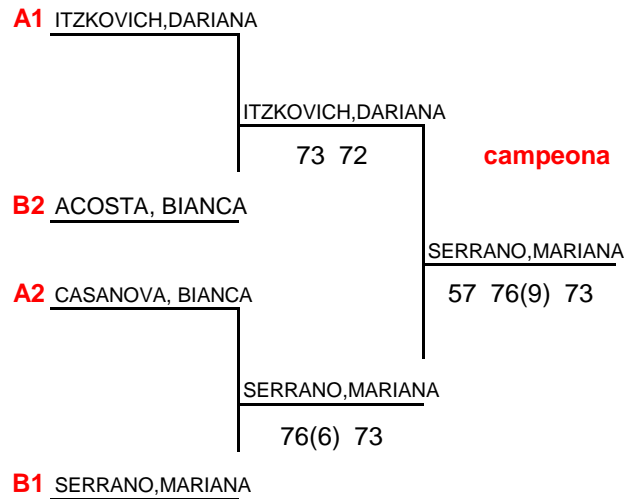 A1 ITZKOVICH,DARIANA
ITZKOVICH,DARIANA
73 72
campeona
B2 ACOSTA, BIANCA
SERRANO,MARIANA
57 76(9) 73
A2 CASANOVA, BIANCA
SERRANO,MARIANA
76(6) 73
B1 SERRANO,MARIANA